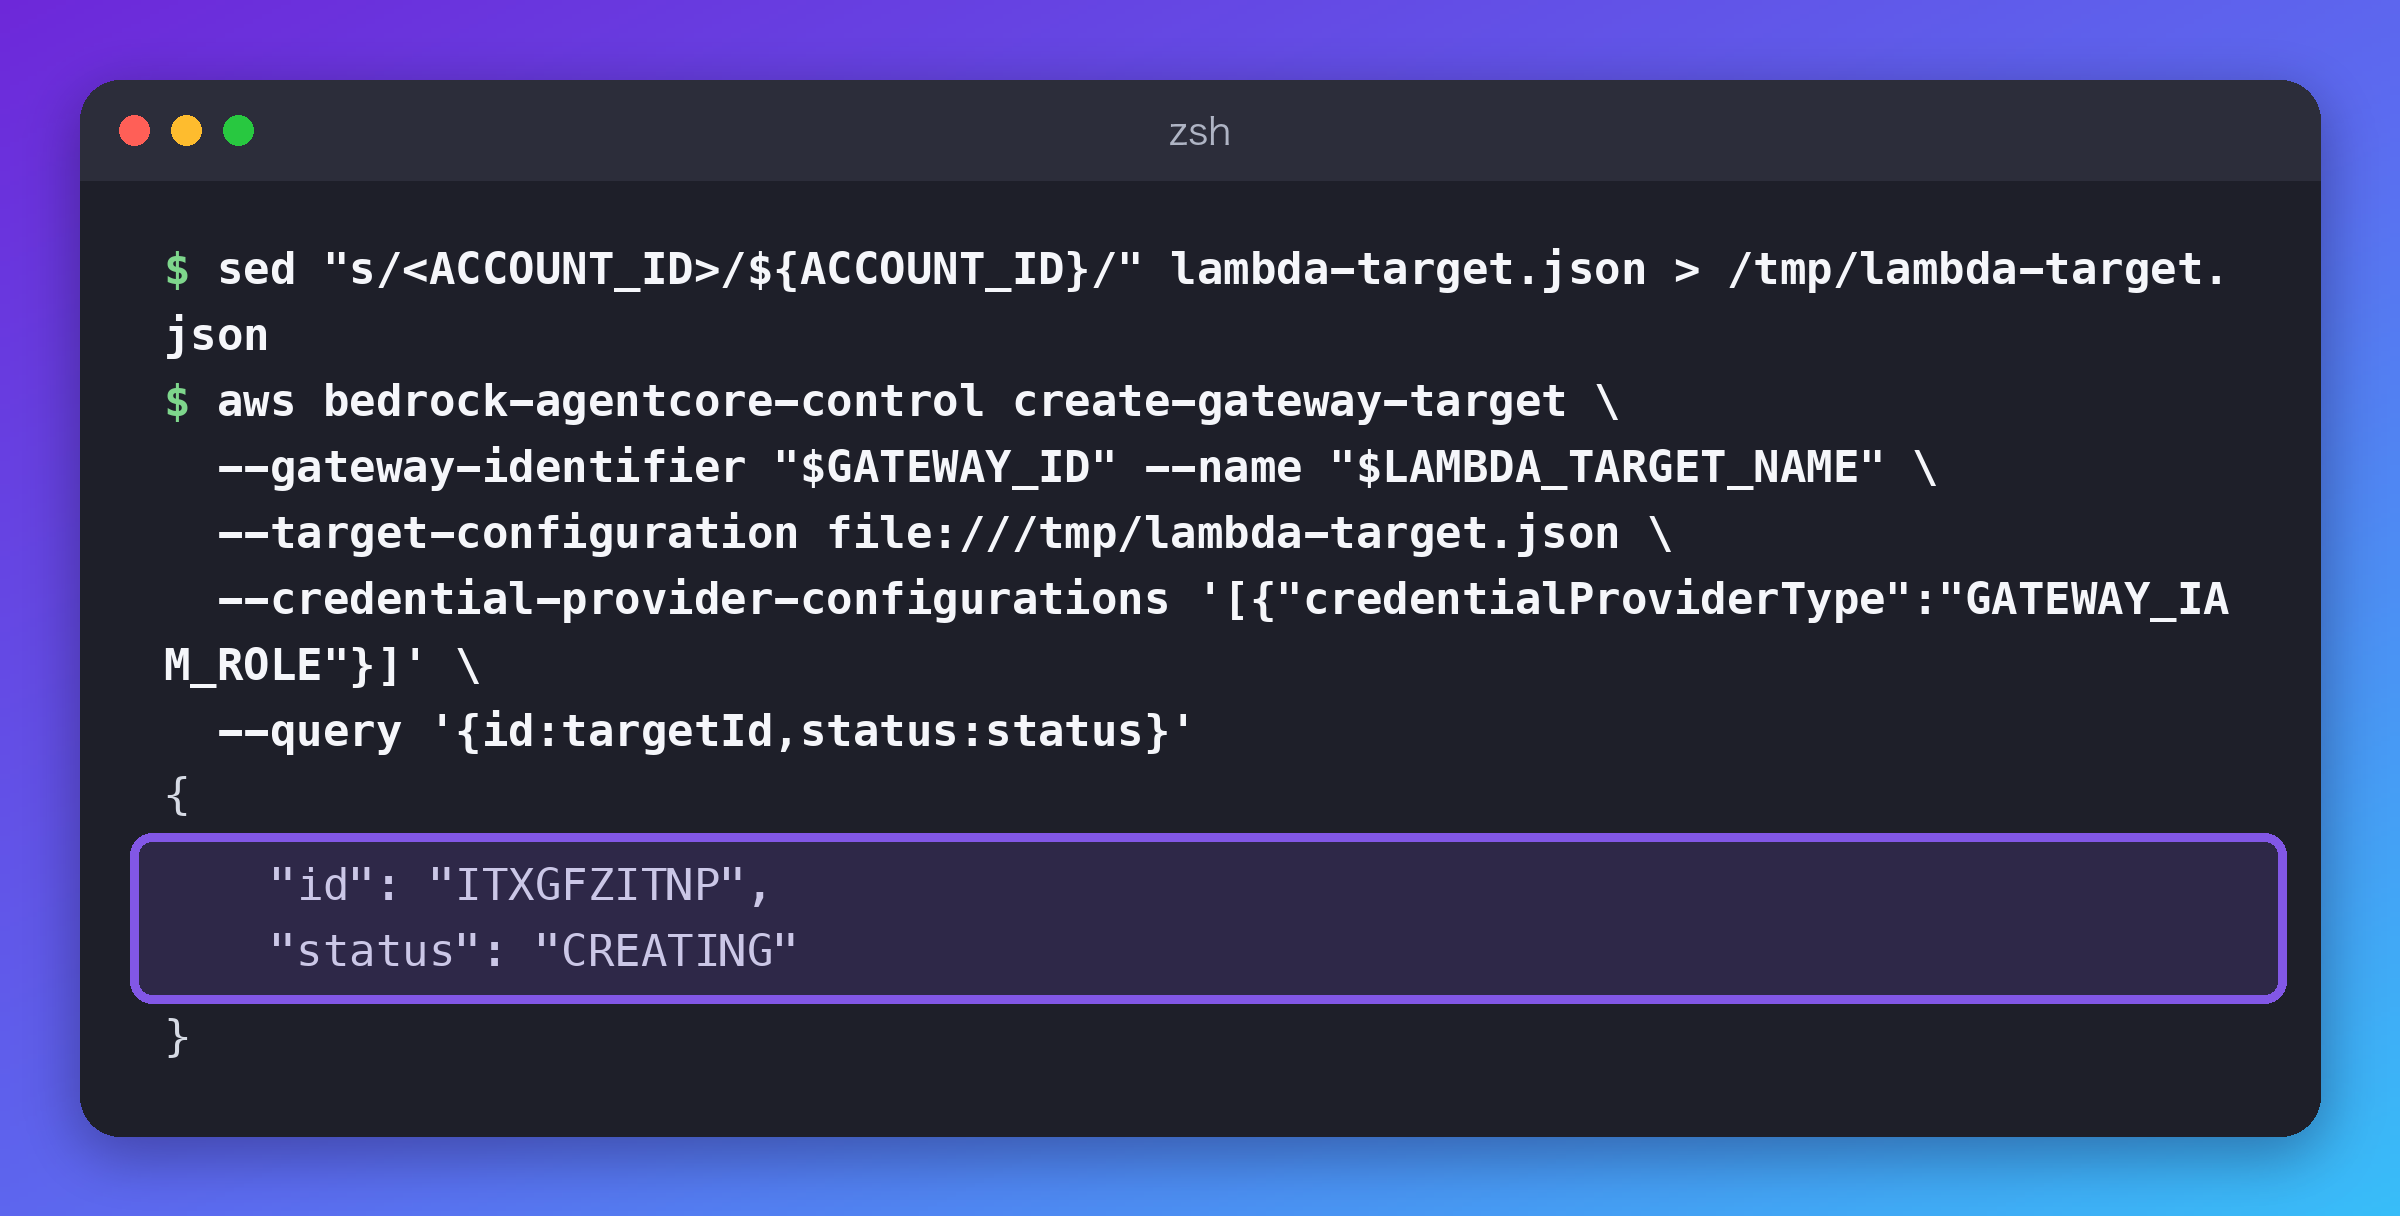 zsh
$ sed "s/<ACCOUNT_ID>/${ACCOUNT_ID}/" lambda-target.json > /tmp/lambda-target.
json
$ aws bedrock-agentcore-control create-gateway-target \
  --gateway-identifier "$GATEWAY_ID" --name "$LAMBDA_TARGET_NAME" \
  --target-configuration file:///tmp/lambda-target.json \
  --credential-provider-configurations '[{"credentialProviderType":"GATEWAY_IA
M_ROLE"}]' \
  --query '{id:targetId,status:status}'
{
    "id": "ITXGFZITNP",
    "status": "CREATING"
}